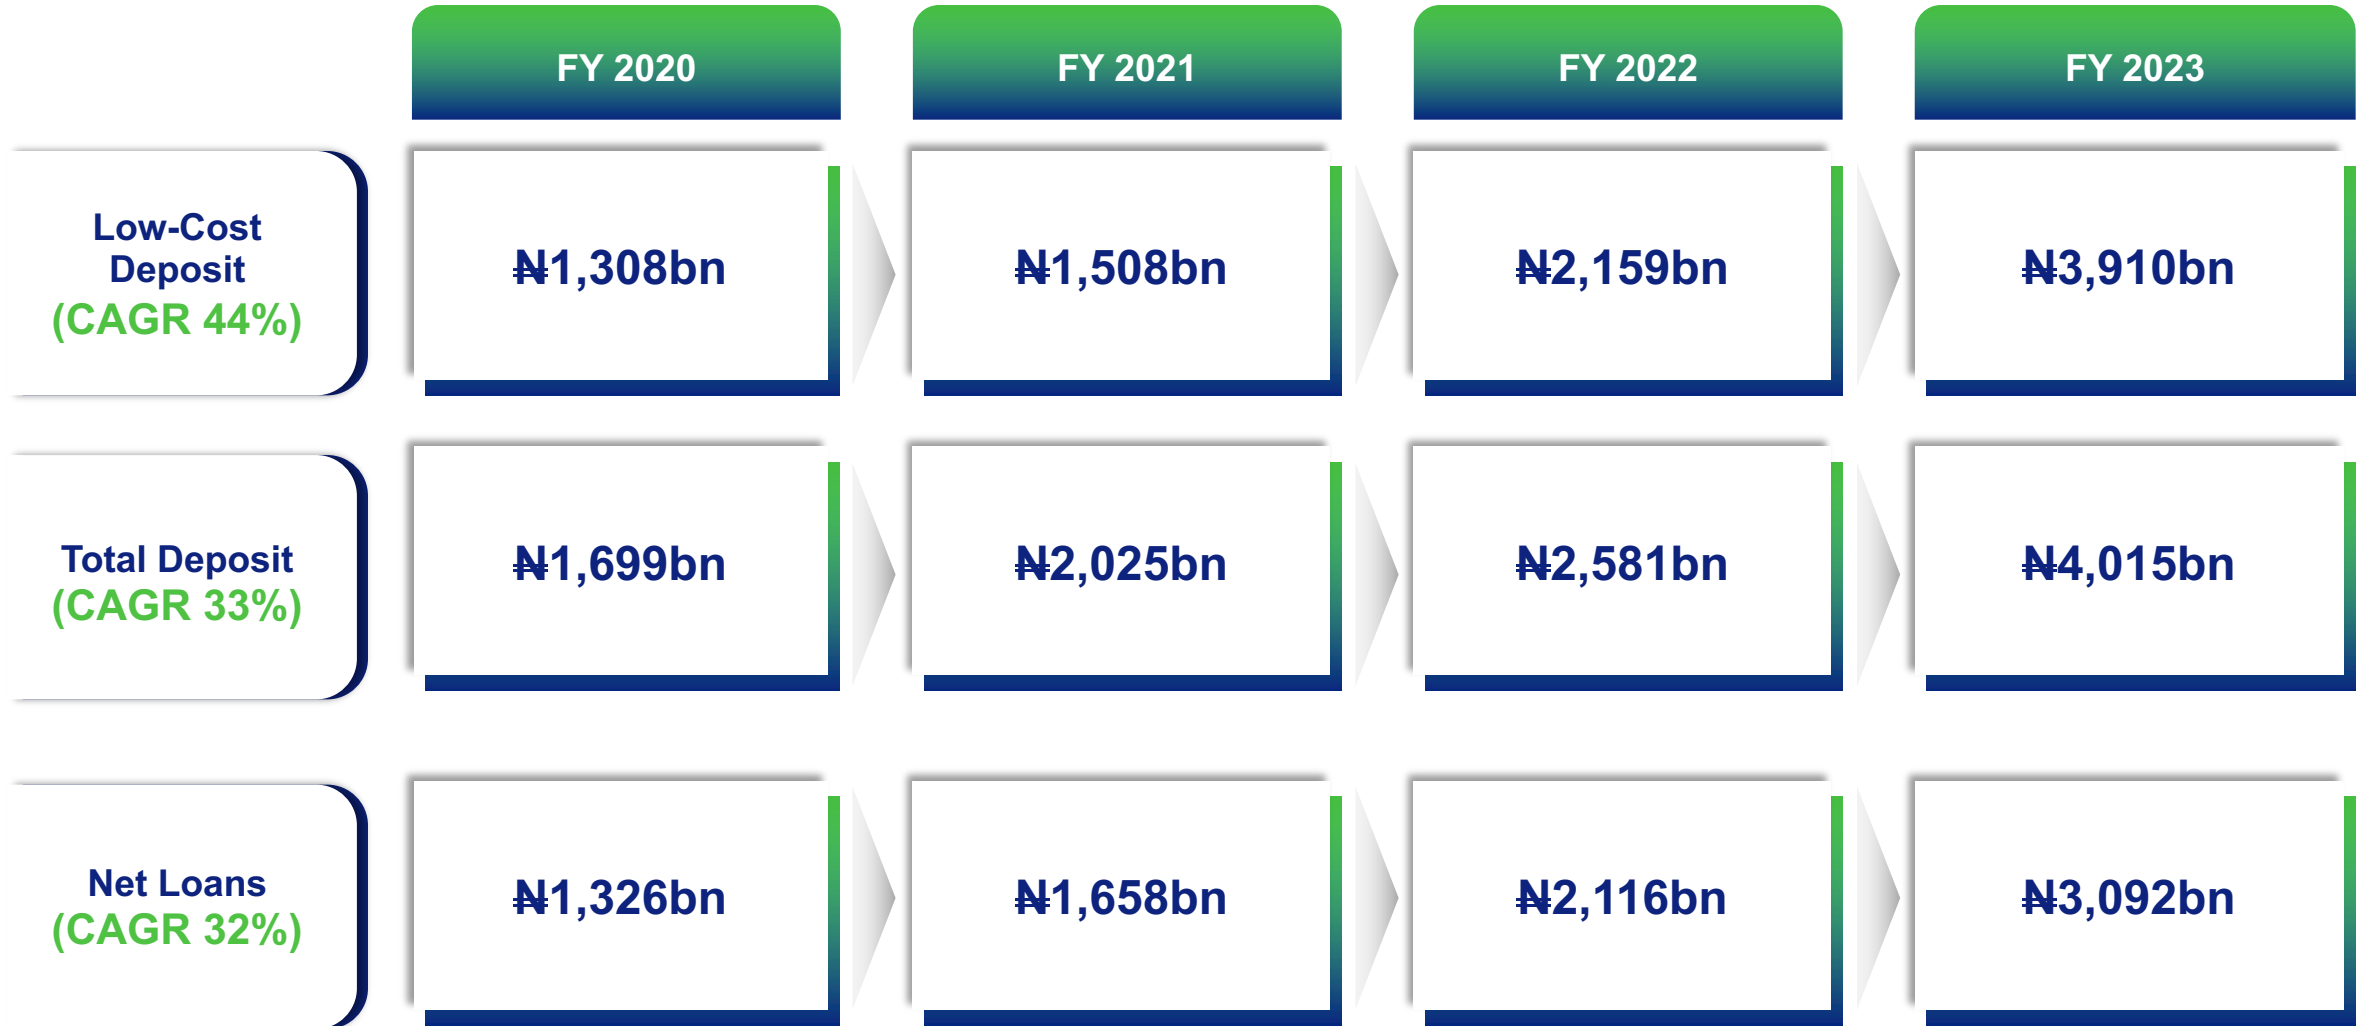 FY 2020
FY 2021
FY 2022
FY 2023
Low-Cost
Deposit
(CAGR 44%)
₦1,308bn
₦1,508bn
₦2,159bn
₦3,910bn
Total Deposit
(CAGR 33%)
₦1,699bn
₦2,025bn
₦2,581bn
₦4,015bn
Net Loans
(CAGR 32%)
₦1,326bn
₦1,658bn
₦2,116bn
₦3,092bn